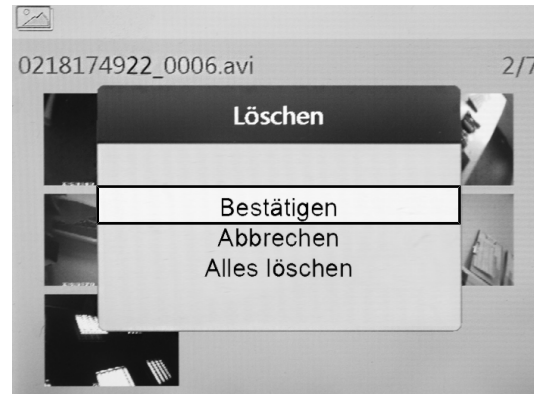 0218174922_0006.avi 2/7
Löschen
Bestätigen
Abbrechen
Alles löschen